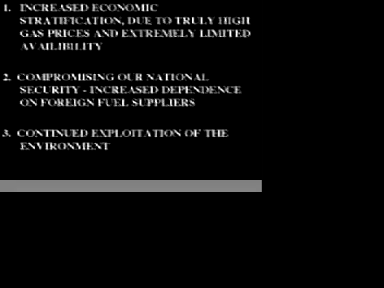 1. INCREASED ECONOMIC
STRATIFICATION, DUE TO TRULY HIGH
GAS PRICES AND EXTREMELY LIMITED
AVAILIBILITY
2. COMPROMISING OUR NATIONAL
SECURITY - INCREASED DEPENDENCE
ON FOREIGN FUEL SUPPLIERS
3. CONTINUED EXPLOITATION OF THE
ENVIRONMENT